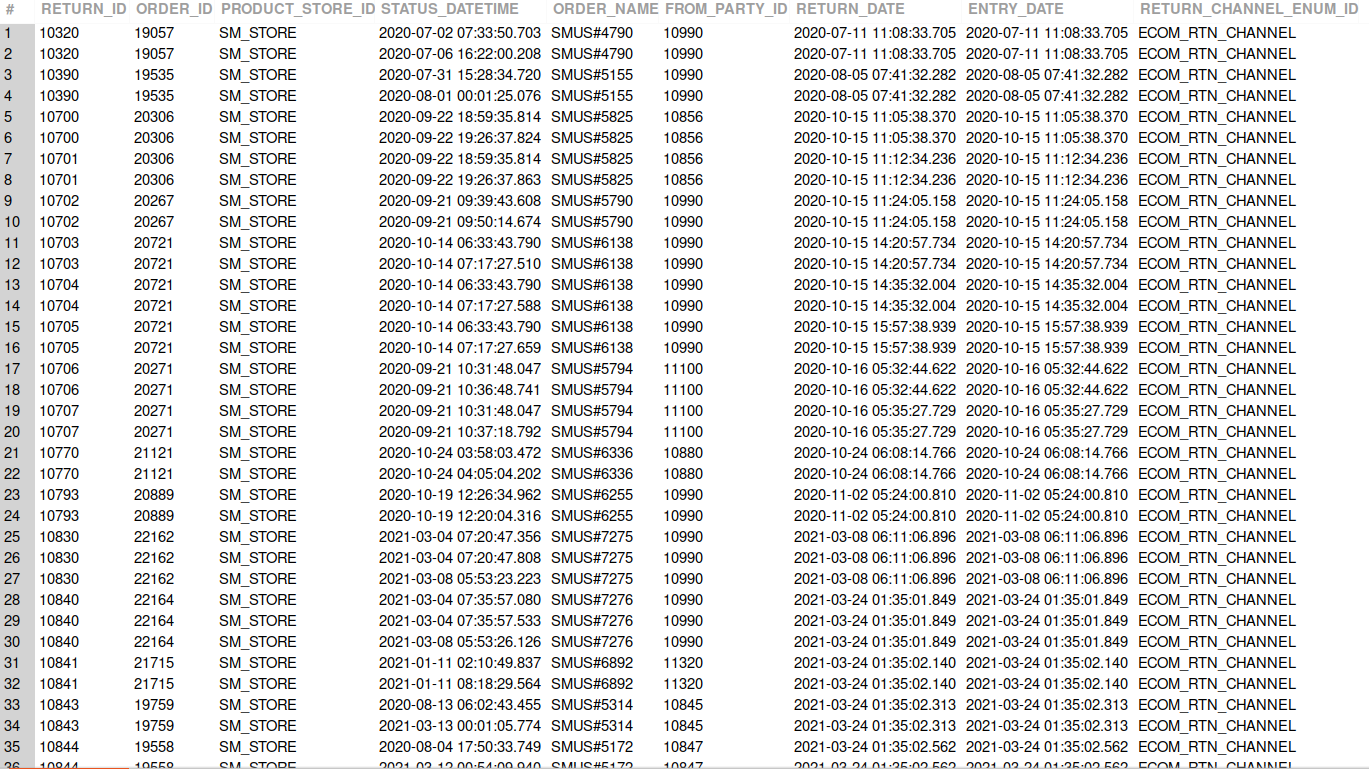 # RETURN_ID ORDER_ID PRODUCT_STORE_ID STATUS_DATETIME ORDER_NAME FROM_PARTY_ID RETURN_DATE ENTRY_DATE RETURN_CHANNEL_ENUM_ID
1 10320 19057 SM_STORE 2020-07-02 07:33:50.703 SMUS#4790 10990 2020-07-11 11:08:33.705 2020-07-11 11:08:33.705 ECOM_RTN_CHANNEL
2 10320 19057 SM_STORE 2020-07-06 16:22:00.208 SMUS#4790 10990 2020-07-11 11:08:33.705 2020-07-11 11:08:33.705 ECOM_RTN_CHANNEL
3 10390 19535 SM_STORE 2020-07-31 15:28:34.720 SMUS#5155 10990 2020-08-05 07:41:32.282 2020-08-05 07:41:32.282 ECOM_RTN_CHANNEL
4 10390 19535 SM_STORE 2020-08-01 00:01:25.076 SMUS#5155 10990 2020-08-05 07:41:32.282 2020-08-05 07:41:32.282 ECOM_RTN_CHANNEL
5 10700 20306 SM_STORE 2020-09-22 18:59:35.814 SMUS#5825 10856 2020-10-15 11:05:38.370 2020-10-15 11:05:38.370 ECOM_RTN_CHANNEL
6 10700 20306 SM_STORE 2020-09-22 19:26:37.824 SMUS#5825 10856 2020-10-15 11:05:38.370 2020-10-15 11:05:38.370 ECOM_RTN_CHANNEL
7 10701 20306 SM_STORE 2020-09-22 18:59:35.814 SMUS#5825 10856 2020-10-15 11:12:34.236 2020-10-15 11:12:34.236 ECOM_RTN_CHANNEL
8 10701 20306 SM_STORE 2020-09-22 19:26:37.863 SMUS#5825 10856 2020-10-15 11:12:34.236 2020-10-15 11:12:34.236 ECOM_RTN_CHANNEL
9 10702 20267 SM_STORE 2020-09-21 09:39:43.608 SMUS#5790 10990 2020-10-15 11:24:05.158 2020-10-15 11:24:05.158 ECOM_RTN_CHANNEL
10 10702 20267 SM_STORE 2020-09-21 09:50:14.674 SMUS#5790 10990 2020-10-15 11:24:05.158 2020-10-15 11:24:05.158 ECOM_RTN_CHANNEL
11 10703 20721 SM_STORE 2020-10-14 06:33:43.790 SMUS#6138 10990 2020-10-15 14:20:57.734 2020-10-15 14:20:57.734 ECOM_RTN_CHANNEL
12 10703 20721 SM_STORE 2020-10-14 07:17:27.510 SMUS#6138 10990 2020-10-15 14:20:57.734 2020-10-15 14:20:57.734 ECOM_RTN_CHANNEL
13 10704 20721 SM_STORE 2020-10-14 06:33:43.790 SMUS#6138 10990 2020-10-15 14:35:32.004 2020-10-15 14:35:32.004 ECOM_RTN_CHANNEL
14 10704 20721 SM_STORE 2020-10-14 07:17:27.588 SMUS#6138 10990 2020-10-15 14:35:32.004 2020-10-15 14:35:32.004 ECOM_RTN_CHANNEL
15 10705 20721 SM_STORE 2020-10-14 06:33:43.790 SMUS#6138 10990 2020-10-15 15:57:38.939 2020-10-15 15:57:38.939 ECOM_RTN_CHANNEL
16 10705 20721 SM_STORE 2020-10-14 07:17:27.659 SMUS#6138 10990 2020-10-15 15:57:38.939 2020-10-15 15:57:38.939 ECOM_RTN_CHANNEL
17 10706 20271 SM_STORE 2020-09-21 10:31:48.047 SMUS#5794 11100 2020-10-16 05:32:44.622 2020-10-16 05:32:44.622 ECOM_RTN_CHANNEL
18 10706 20271 SM_STORE 2020-09-21 10:36:48.741 SMUS#5794 11100 2020-10-16 05:32:44.622 2020-10-16 05:32:44.622 ECOM_RTN_CHANNEL
19 10707 20271 SM_STORE 2020-09-21 10:31:48.047 SMUS#5794 11100 2020-10-16 05:35:27.729 2020-10-16 05:35:27.729 ECOM_RTN_CHANNEL
20 10707 20271 SM_STORE 2020-09-21 10:37:18.792 SMUS#5794 11100 2020-10-16 05:35:27.729 2020-10-16 05:35:27.729 ECOM_RTN_CHANNEL
21 10770 21121 SM_STORE 2020-10-24 03:58:03.472 SMUS#6336 10880 2020-10-24 06:08:14.766 2020-10-24 06:08:14.766 ECOM_RTN_CHANNEL
22 10770 21121 SM_STORE 2020-10-24 04:05:04.202 SMUS#6336 10880 2020-10-24 06:08:14.766 2020-10-24 06:08:14.766 ECOM_RTN_CHANNEL
23 10793 20889 SM_STORE 2020-10-19 12:26:34.962 SMUS#6255 10990 2020-11-02 05:24:00.810 2020-11-02 05:24:00.810 ECOM_RTN_CHANNEL
24 10793 20889 SM_STORE 2020-10-19 12:20:04.316 SMUS#6255 10990 2020-11-02 05:24:00.810 2020-11-02 05:24:00.810 ECOM_RTN_CHANNEL
25 10830 22162 SM_STORE 2021-03-04 07:20:47.356 SMUS#7275 10990 2021-03-08 06:11:06.896 2021-03-08 06:11:06.896 ECOM_RTN_CHANNEL
26 10830 22162 SM_STORE 2021-03-04 07:20:47.808 SMUS#7275 10990 2021-03-08 06:11:06.896 2021-03-08 06:11:06.896 ECOM_RTN_CHANNEL
27 10830 22162 SM_STORE 2021-03-08 05:53:23.223 SMUS#7275 10990 2021-03-08 06:11:06.896 2021-03-08 06:11:06.896 ECOM_RTN_CHANNEL
28 10840 22164 SM_STORE 2021-03-04 07:35:57.080 SMUS#7276 10990 2021-03-24 01:35:01.849 2021-03-24 01:35:01.849 ECOM_RTN_CHANNEL
29 10840 22164 SM_STORE 2021-03-04 07:35:57.533 SMUS#7276 10990 2021-03-24 01:35:01.849 2021-03-24 01:35:01.849 ECOM_RTN_CHANNEL
30 10840 22164 SM_STORE 2021-03-08 05:53:26.126 SMUS#7276 10990 2021-03-24 01:35:01.849 2021-03-24 01:35:01.849 ECOM_RTN_CHANNEL
31 10841 21715 SM_STORE 2021-01-11 02:10:49.837 SMUS#6892 11320 2021-03-24 01:35:02.140 2021-03-24 01:35:02.140 ECOM_RTN_CHANNEL
32 10841 21715 SM_STORE 2021-01-11 08:18:29.564 SMUS#6892 11320 2021-03-24 01:35:02.140 2021-03-24 01:35:02.140 ECOM_RTN_CHANNEL
33 10843 19759 SM_STORE 2020-08-13 06:02:43.455 SMUS#5314 10845 2021-03-24 01:35:02.313 2021-03-24 01:35:02.313 ECOM_RTN_CHANNEL
34 10843 19759 SM_STORE 2021-03-13 00:01:05.774 SMUS#5314 10845 2021-03-24 01:35:02.313 2021-03-24 01:35:02.313 ECOM_RTN_CHANNEL
35 10844 19558 SM_STORE 2020-08-04 17:50:33.749 SMUS#5172 10847 2021-03-24 01:35:02.562 2021-03-24 01:35:02.562 ECOM_RTN_CHANNEL